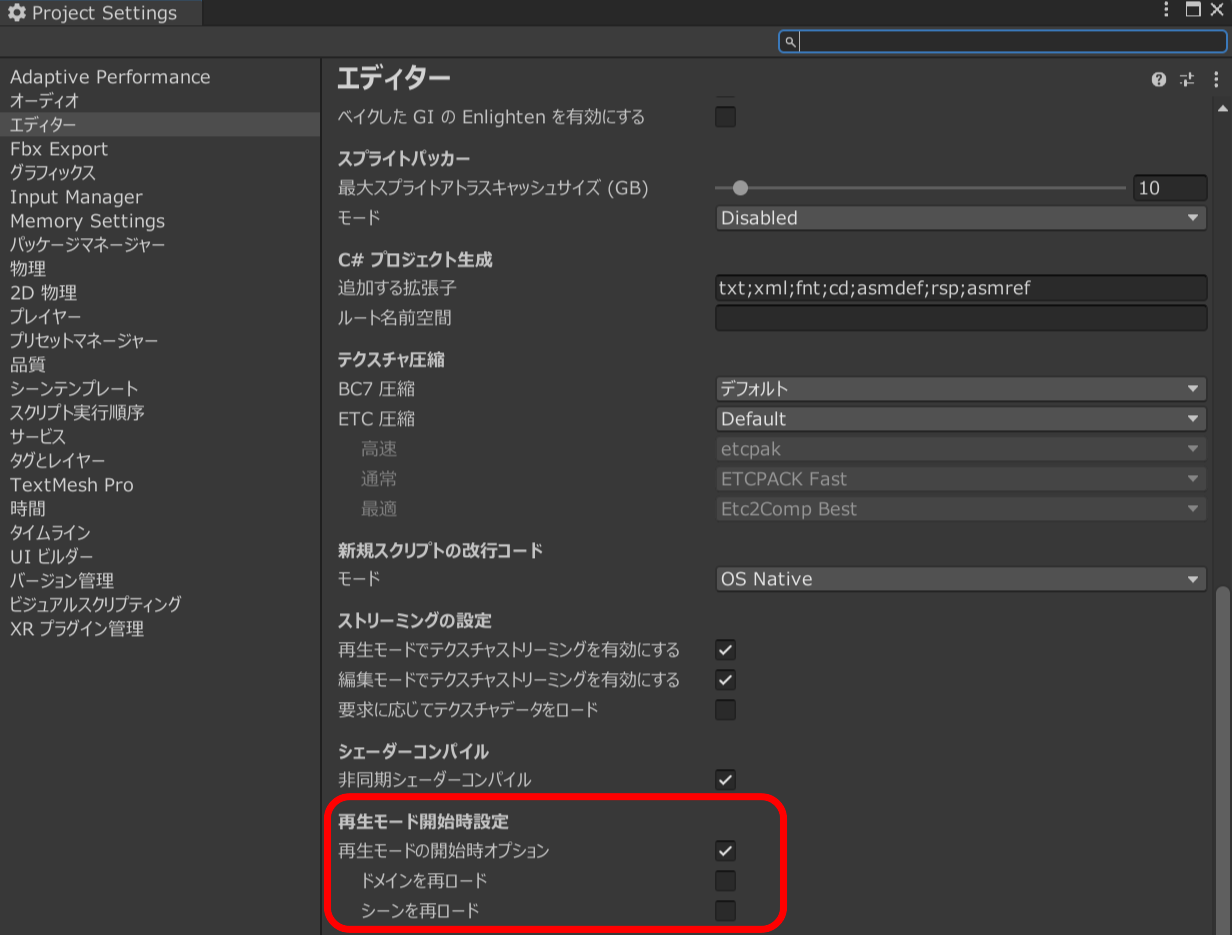 Project Settings
Adaptive Performance
オーディオ
エディター
Fbx Export
グラフィックス
Input Manager
Memory Settings
パッケージマネージャー
物理
2D 物理
プレイヤー
プリセットマネージャー
品質
シーンテンプレート
スクリプト実行順序
サービス
タグとレイヤー
TextMesh Pro
時間
タイムライン
UI ビルダー
バージョン管理
ビジュアルスクリプティング
XR プラグイン管理
エディター
ベイクした GI の Enlighten を有効にする
スプライトパッカー
最大スプライトアトラスキャッシュサイズ (GB) 10
モード Disabled
C# プロジェクト生成
追加する拡張子 txt;xml;fnt;cd;asmdef;rsp;asmref
ルート名前空間
テクスチャ圧縮
BC7 圧縮 デフォルト
ETC 圧縮 Default
高速 etcpak
通常 ETCPACK Fast
最適 Etc2Comp Best
新規スクリプトの改行コード
モード OS Native
ストリーミングの設定
再生モードでテクスチャストリーミングを有効にする
編集モードでテクスチャストリーミングを有効にする
要求に応じてテクスチャデータをロード
シェーダーコンパイル
非同期シェーダーコンパイル
再生モード開始時設定
再生モードの開始時オプション
ドメインを再ロード
シーンを再ロード